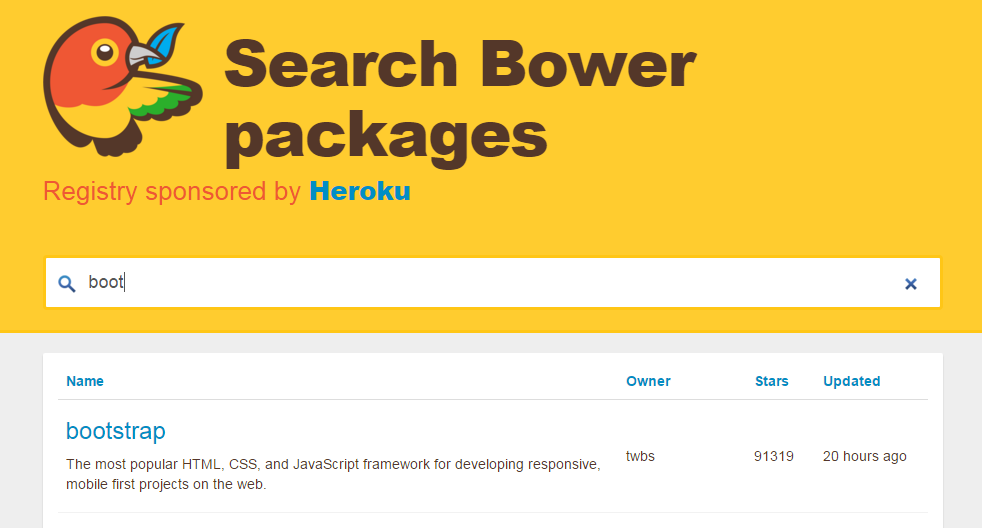 Search Bower
packages
Registry sponsored by Heroku
boot
Name Owner Stars Updated
bootstrap
The most popular HTML, CSS, and JavaScript framework for developing responsive,
mobile first projects on the web.
twbs 91319 20 hours ago